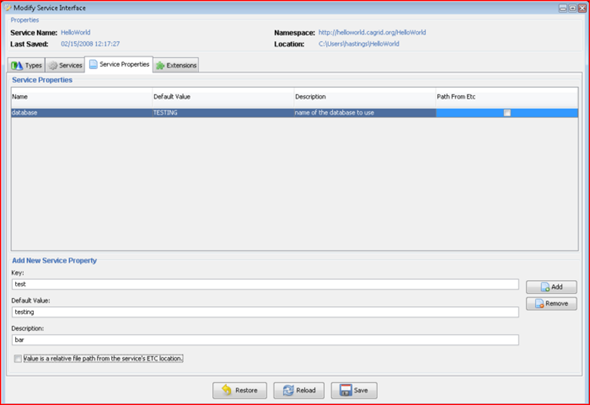 Modify Service Interface
Properties
Service Name: HelloWorld Namespace: http://helloworld.cagrid.org/HelloWorld
Last Saved: 02/15/2008 12:17:27 Location: C:\Users\hastings\HelloWorld
Types Services Service Properties Extensions
Service Properties
Name Default Value Description Path From Etc
database TESTING name of the database to use
Add New Service Property
Key:
test
Add
Default Value:
Remove
testing
Description:
bar
Value is a relative file path from the service's ETC location.
Restore Reload Save